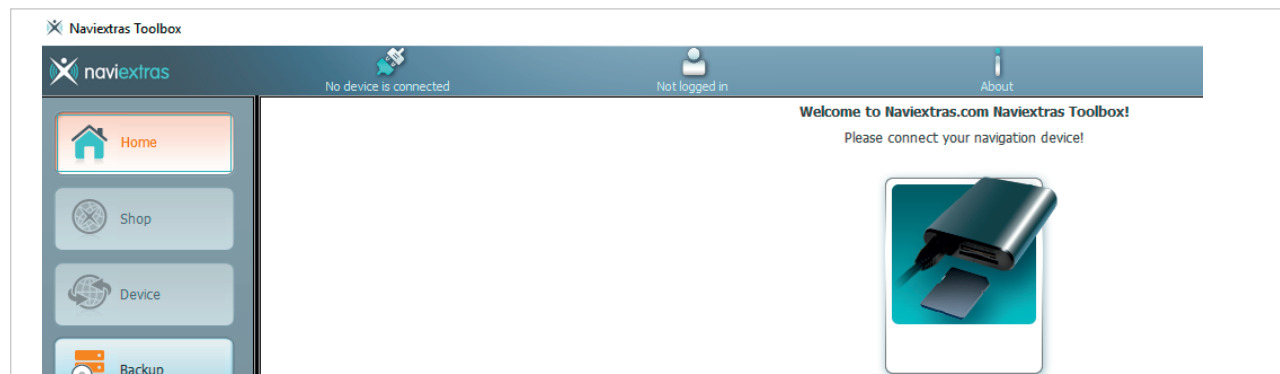 Naviextras Toolbox
naviextras
No device is connected
Not logged in
About
Welcome to Naviextras.com Naviextras Toolbox!
Please connect your navigation device!
Home
Shop
Device
Backup